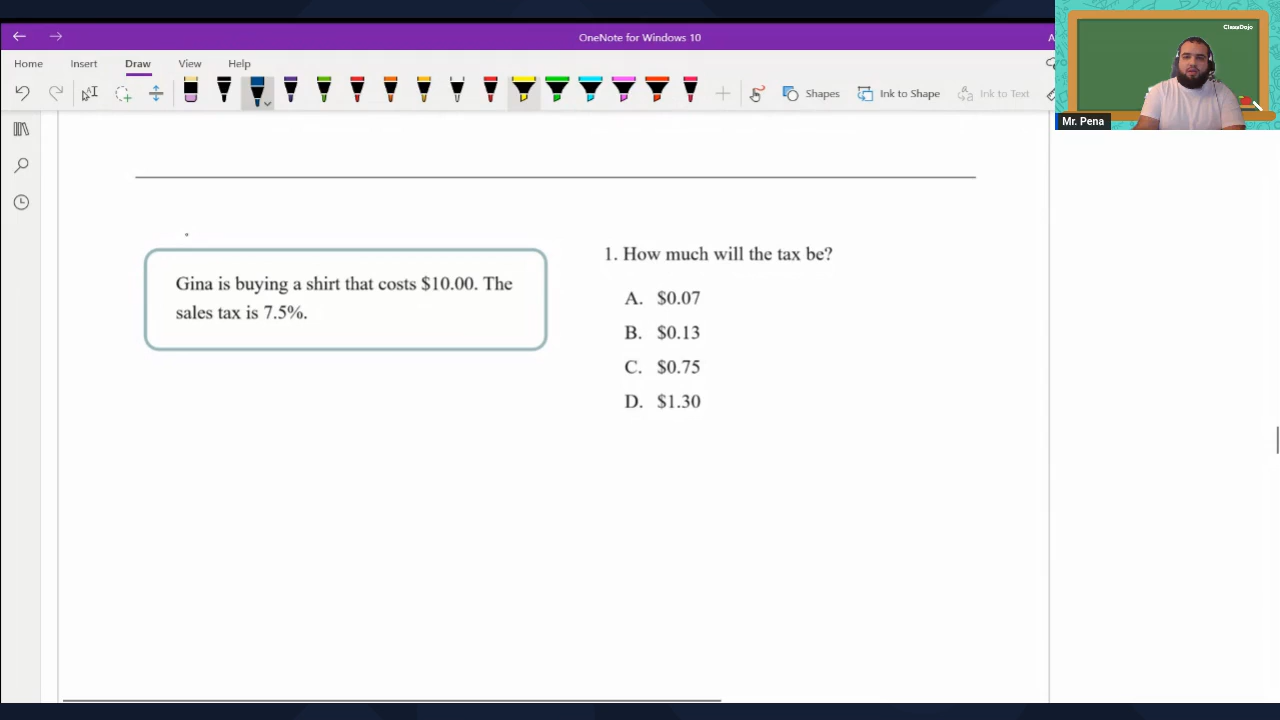 OneNote for Windows 10
A
ClassDojo
Mr. Pena
Home Insert Draw View Help
Shapes Ink to Shape Ink to Text
Gina is buying a shirt that costs $10.00. The
sales tax is 7.5%.
1. How much will the tax be?
A. $0.07
B. $0.13
C. $0.75
D. $1.30